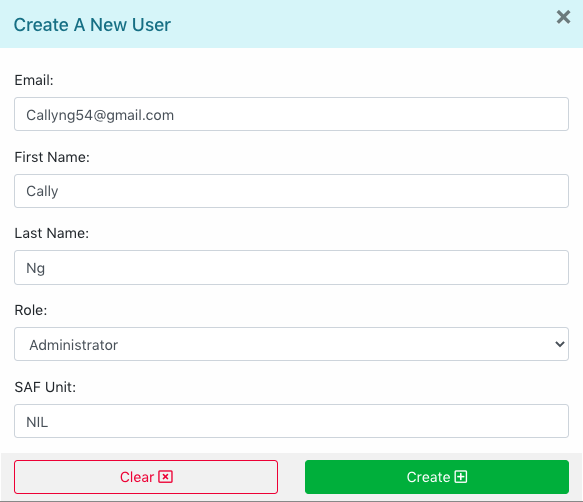 Create A New User
Email:
Callyng54@gmail.com
First Name:
Cally
Last Name:
Ng
Role:
Administrator
SAF Unit:
NIL
Clear
Create